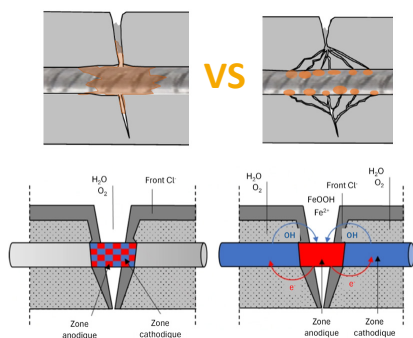 VS
H₂O
O₂
Front Cl⁻
Zone
anodique
Zone
cathodique
H₂O
O₂
FeOOH
Fe²⁺
Front Cl⁻
H₂O
O₂
OH
OH
e⁻
e⁻
Zone
anodique
Zone
cathodique